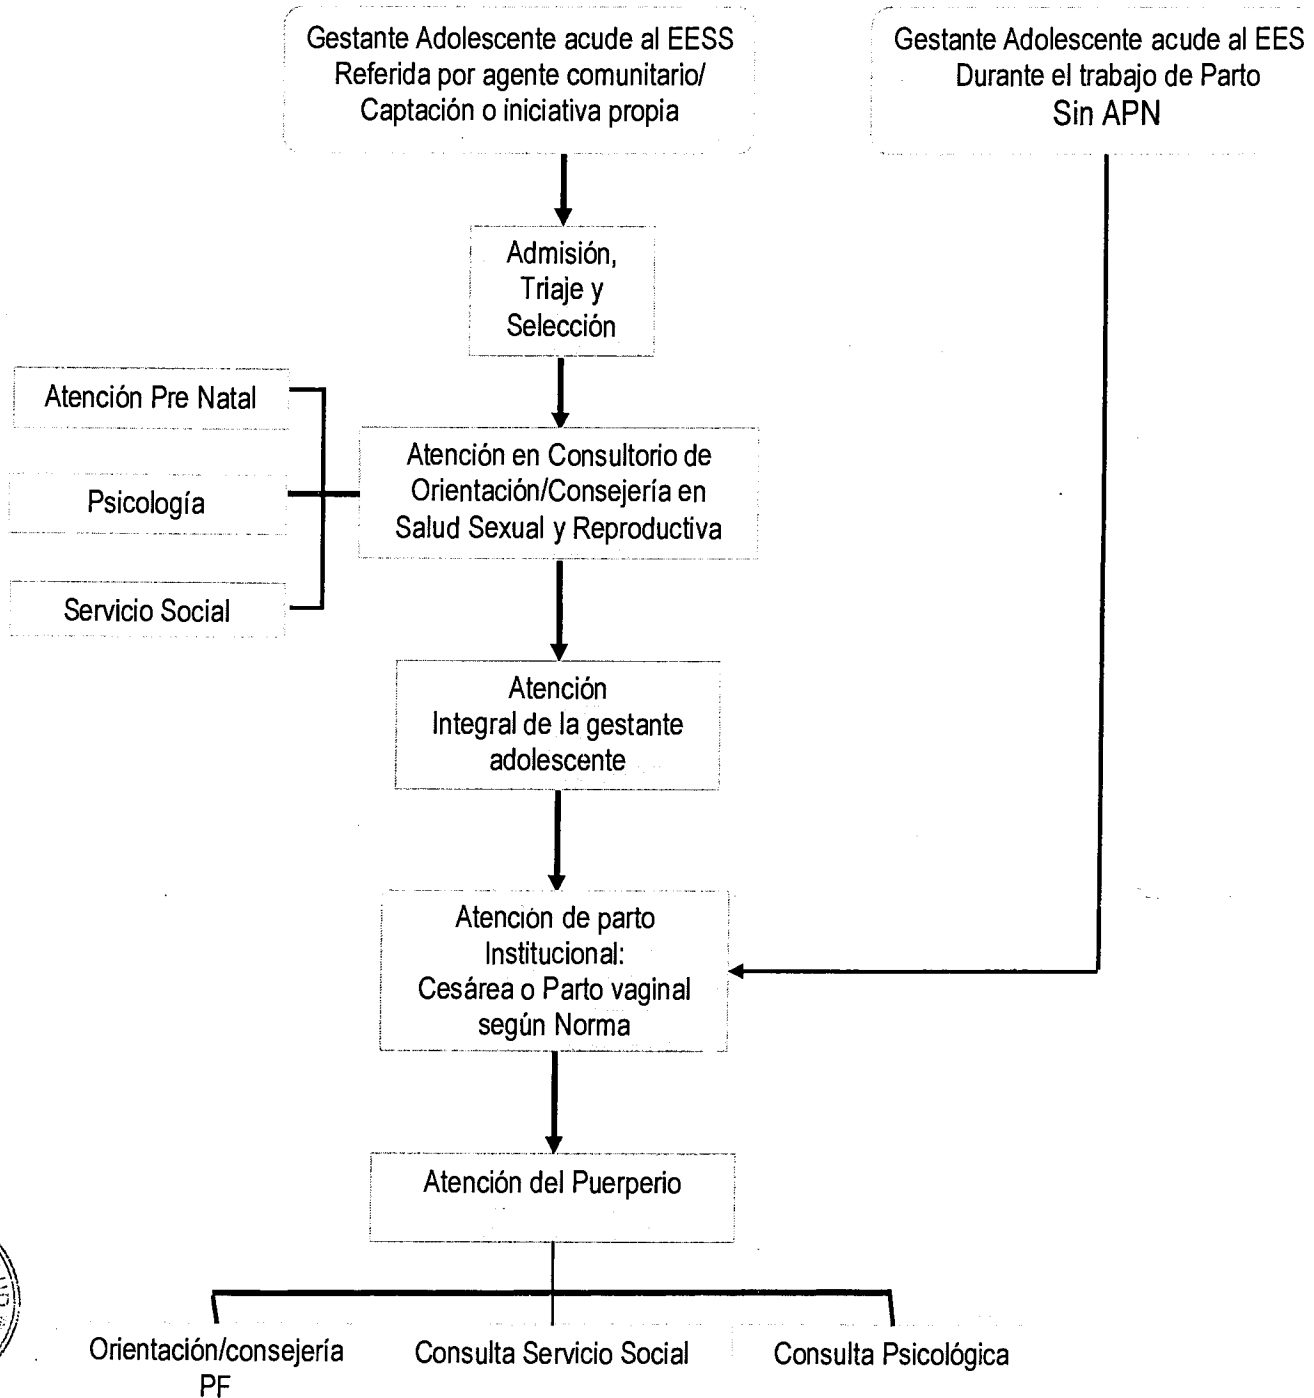 Gestante Adolescente acude al EESS
Referida por agente comunitario/
Captación o iniciativa propia
Gestante Adolescente acude al EES
Durante el trabajo de Parto
Sin APN
Admisión,
Triaje y
Selección
Atención Pre Natal
Psicología
Servicio Social
Atención en Consultorio de
Orientación/Consejería en
Salud Sexual y Reproductiva
Atención
Integral de la gestante
adolescente
Atención de parto
Institucional:
Cesárea o Parto vaginal
según Norma
Atención del Puerperio
Orientación/consejería
PF
Consulta Servicio Social
Consulta Psicológica